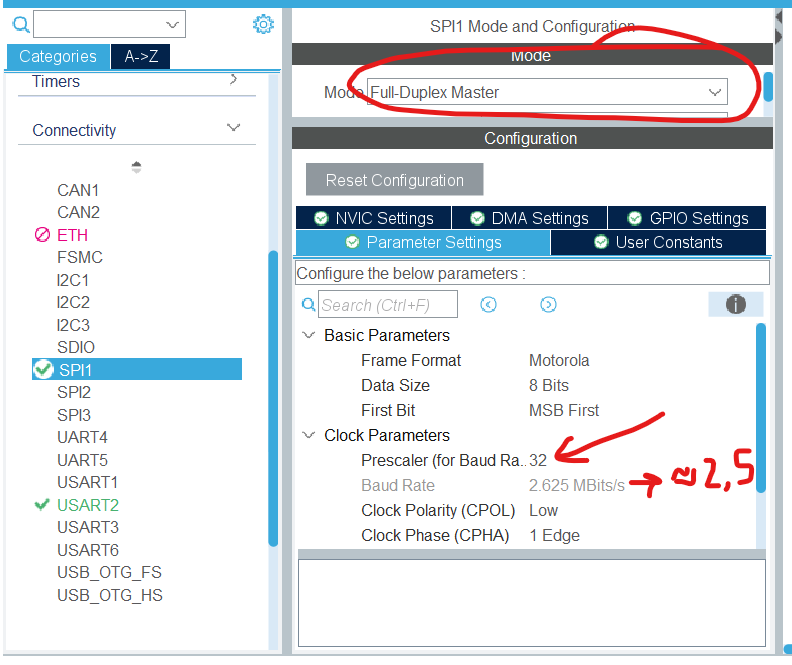 Categories
A->Z
Timers
Connectivity
CAN1
CAN2
ETH
FSMC
I2C1
I2C2
I2C3
SDIO
SPI1
SPI2
SPI3
UART4
UART5
USART1
USART2
USART3
USART6
USB_OTG_FS
USB_OTG_HS
SPI1 Mode and Configuration
Mode
Mode Full-Duplex Master
Configuration
Reset Configuration
NVIC Settings
DMA Settings
GPIO Settings
Parameter Settings
User Constants
Configure the below parameters :
Search (Ctrl+F)
Basic Parameters
Frame Format Motorola
Data Size 8 Bits
First Bit MSB First
Clock Parameters
Prescaler (for Baud Ra.. 32
Baud Rate 2.625 MBits/s → ≈2,5
Clock Polarity (CPOL) Low
Clock Phase (CPHA) 1 Edge